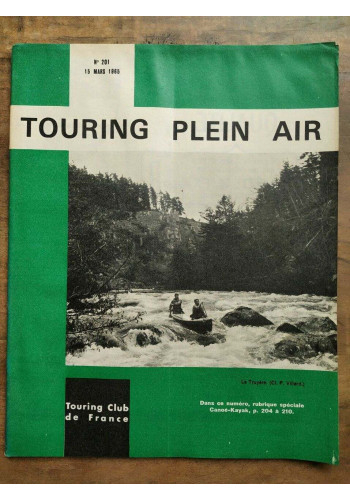 N° 201
15 MARS 1965
TOURING PLEIN AIR
Dans ce numéro, rubrique spéciale
Canoë-Kayak, p. 204 à 210.
Touring Club
de France